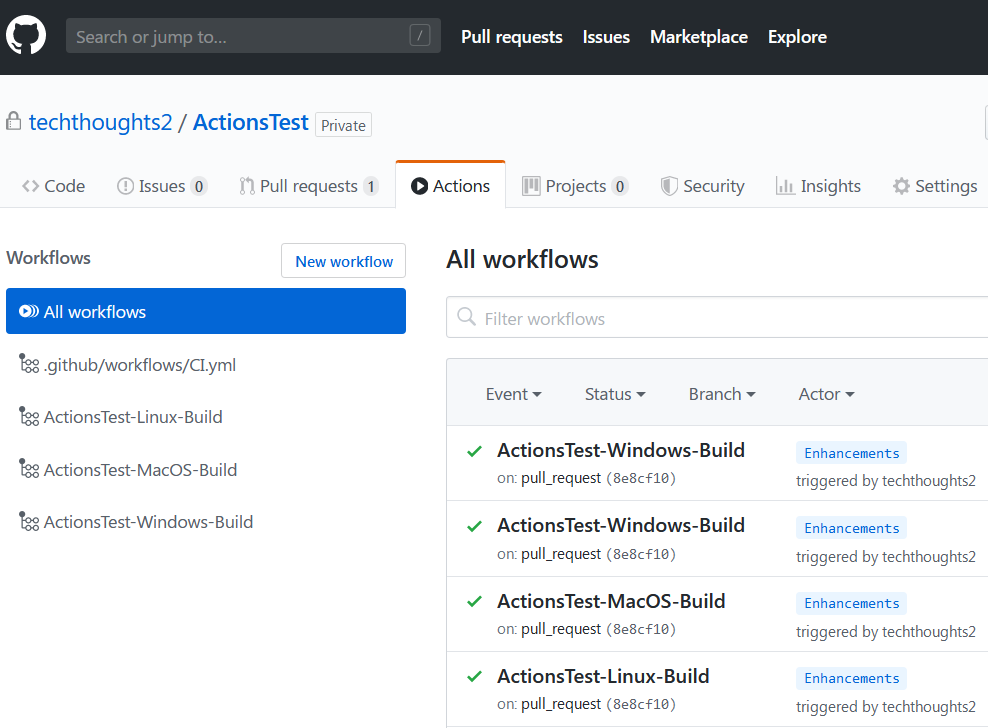 Search or jump to... /
Pull requests Issues Marketplace Explore
techthoughts2 / ActionsTest Private
Code Issues 0 Pull requests 1 Actions Projects 0 Security Insights Settings
Workflows
New workflow
All workflows
.github/workflows/CI.yml
ActionsTest-Linux-Build
ActionsTest-MacOS-Build
ActionsTest-Windows-Build
All workflows
Filter workflows
Event Status Branch Actor
ActionsTest-Windows-Build Enhancements
on: pull_request (8e8cf10) triggered by techthoughts2
ActionsTest-Windows-Build Enhancements
on: pull_request (8e8cf10) triggered by techthoughts2
ActionsTest-MacOS-Build Enhancements
on: pull_request (8e8cf10) triggered by techthoughts2
ActionsTest-Linux-Build Enhancements
on: pull_request (8e8cf10) triggered by techthoughts2